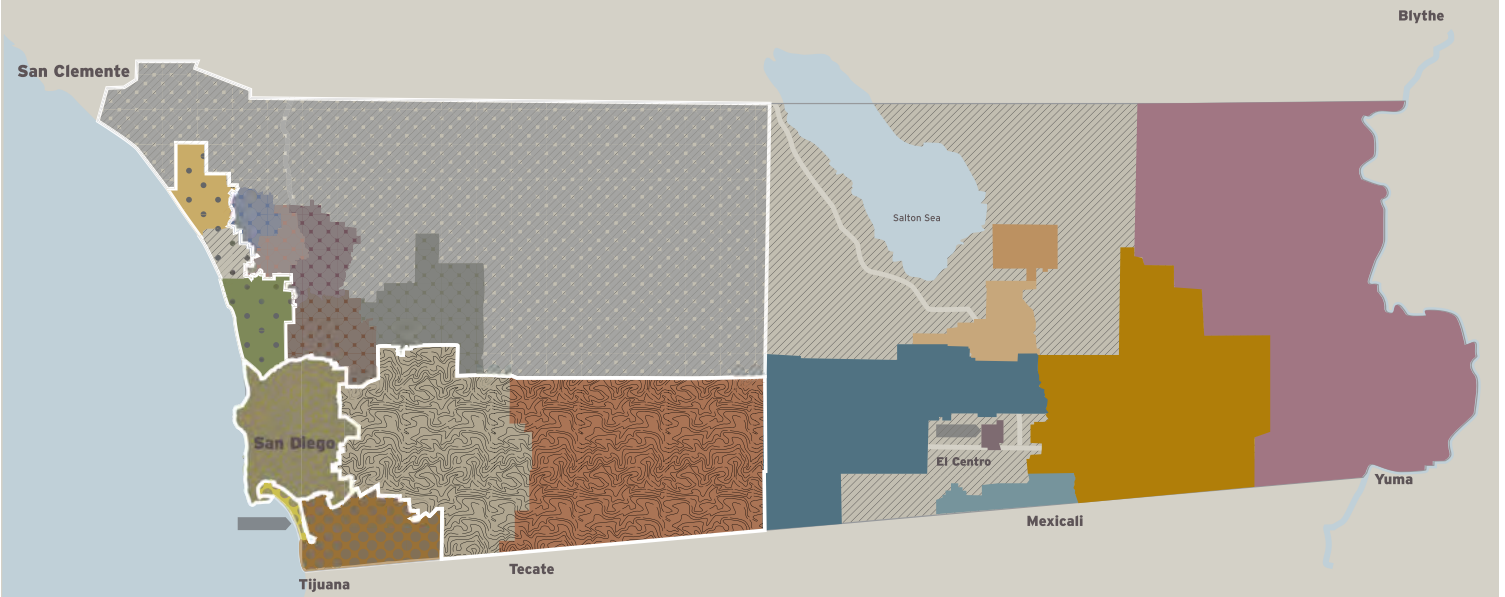 Blythe
San Clemente
Salton Sea
San Diego
El Centro
Yuma
Mexicali
Tecate
Tijuana